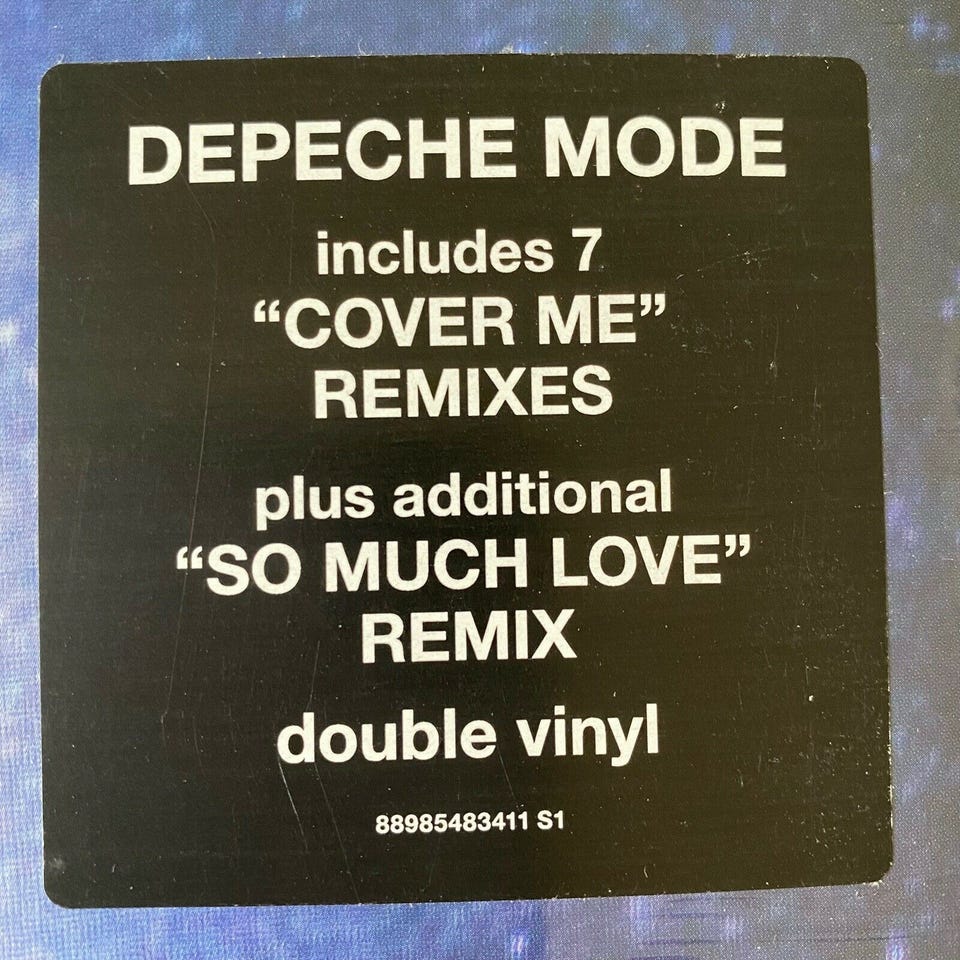 DEPECHE MODE
includes 7
“COVER ME”
REMIXES
plus additional
“SO MUCH LOVE”
REMIX
double vinyl
88985483411 S1